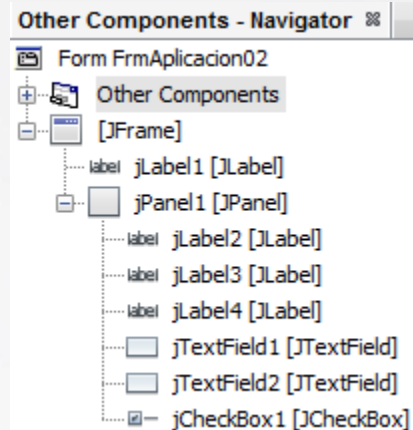 Other Components - Navigator
Form FrmAplicacion02
Other Components
[JFrame]
label jLabel1 [JLabel]
jPanel1 [JPanel]
label jLabel2 [JLabel]
label jLabel3 [JLabel]
label jLabel4 [JLabel]
jTextField1 [JTextField]
jTextField2 [JTextField]
jCheckBox1 [JCheckBox]